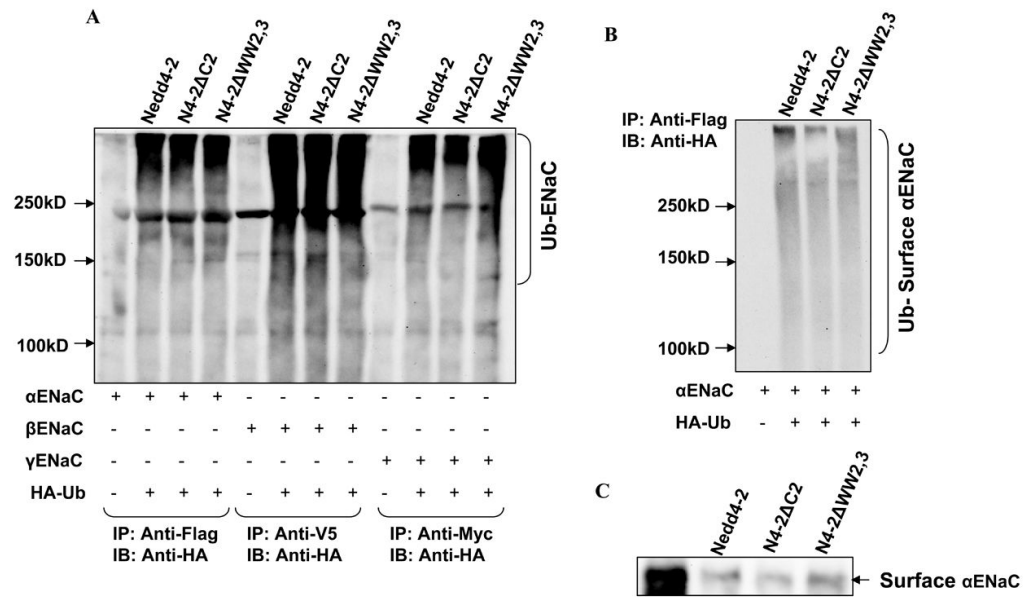 A
Nedd4-2
N4-2ΔC2
N4-2ΔWW2,3
Nedd4-2
N4-2ΔC2
N4-2ΔWW2,3
Nedd4-2
N4-2ΔC2
N4-2ΔWW2,3
250kD
150kD
100kD
Ub-ENaC
αENaC + + + + - - - - - - - -
βENaC - - - - + + + + - - - -
γENaC - - - - - - - - + + + +
HA-Ub - + + + - + + + - + + +
IP: Anti-Flag
IB: Anti-HA
IP: Anti-V5
IB: Anti-HA
IP: Anti-Myc
IB: Anti-HA
B
Nedd4-2
N4-2ΔC2
N4-2ΔWW2,3
IP: Anti-Flag
IB: Anti-HA
250kD
150kD
100kD
Ub- Surface αENaC
αENaC + + + +
HA-Ub - + + +
C
Nedd4-2
N4-2ΔC2
N4-2ΔWW2,3
Surface αENaC